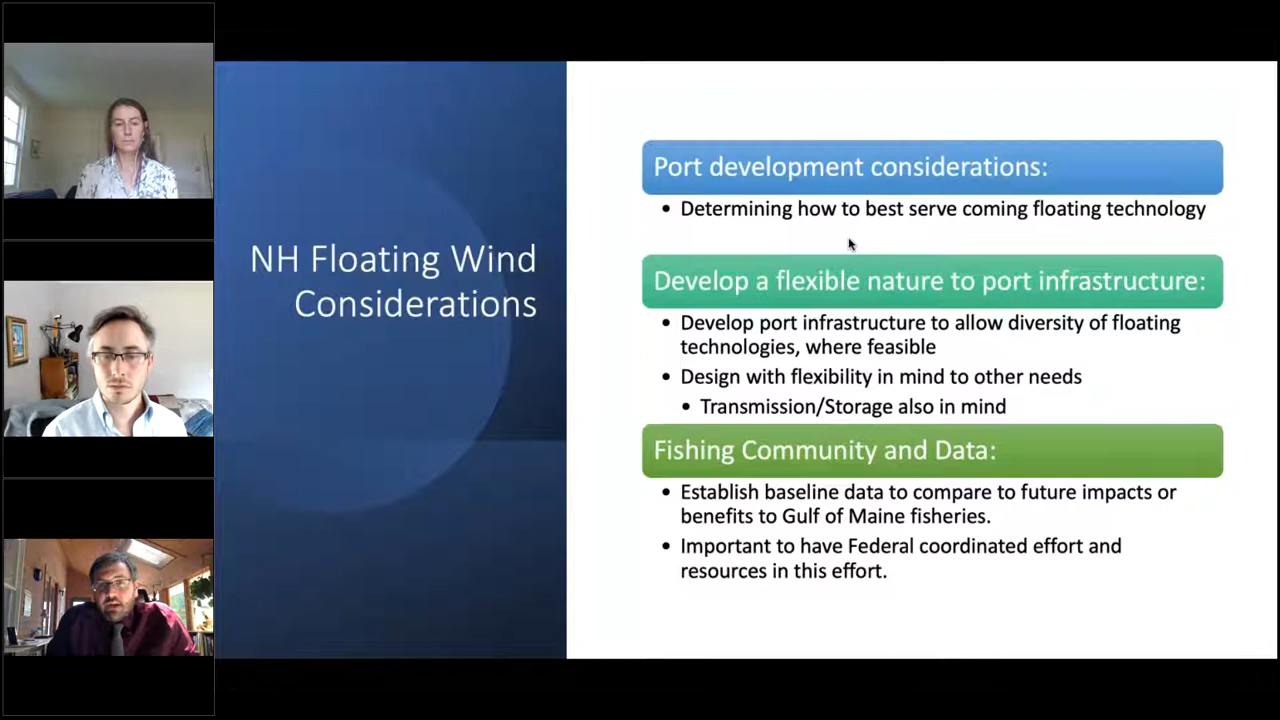 NH Floating Wind
Considerations
Port development considerations:
• Determining how to best serve coming floating technology
Develop a flexible nature to port infrastructure:
• Develop port infrastructure to allow diversity of floating
technologies, where feasible
• Design with flexibility in mind to other needs
• Transmission/Storage also in mind
Fishing Community and Data:
• Establish baseline data to compare to future impacts or
benefits to Gulf of Maine fisheries.
• Important to have Federal coordinated effort and
resources in this effort.